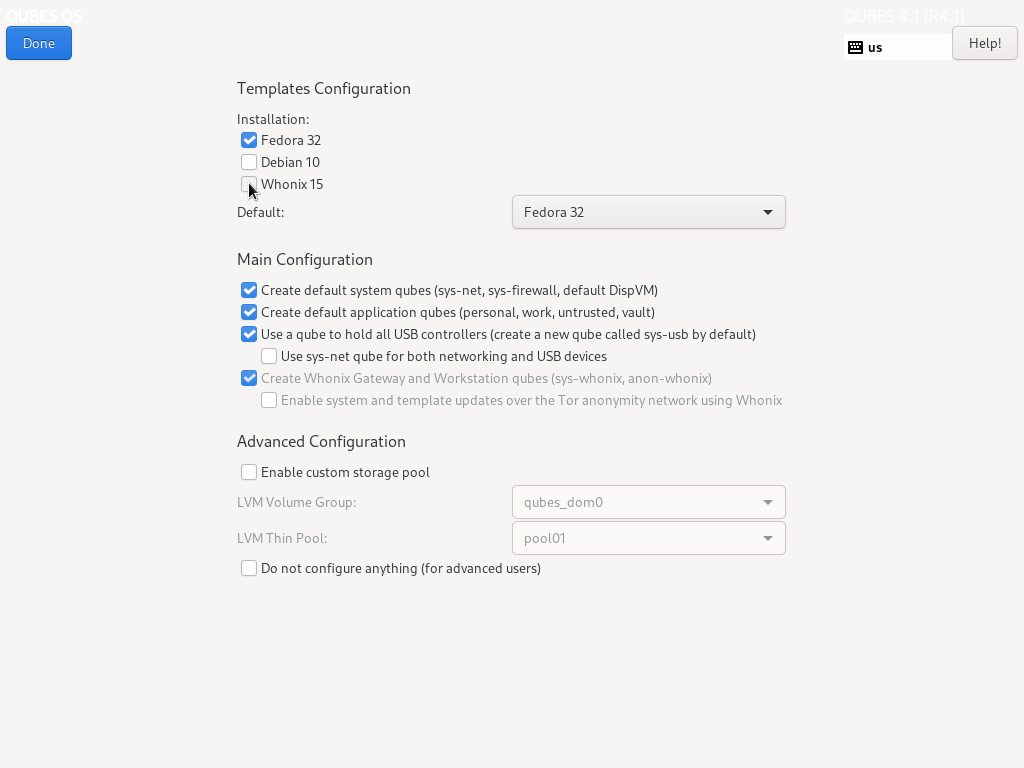 QUBES OS
QUBES 4.1 (R4.1)
Done
us
Help!
Templates Configuration
Installation:
Fedora 32
Debian 10
Whonix 15
Default:
Fedora 32
Main Configuration
Create default system qubes (sys-net, sys-firewall, default DispVM)
Create default application qubes (personal, work, untrusted, vault)
Use a qube to hold all USB controllers (create a new qube called sys-usb by default)
Use sys-net qube for both networking and USB devices
Create Whonix Gateway and Workstation qubes (sys-whonix, anon-whonix)
Enable system and template updates over the Tor anonymity network using Whonix
Advanced Configuration
Enable custom storage pool
LVM Volume Group:
qubes_dom0
LVM Thin Pool:
pool01
Do not configure anything (for advanced users)